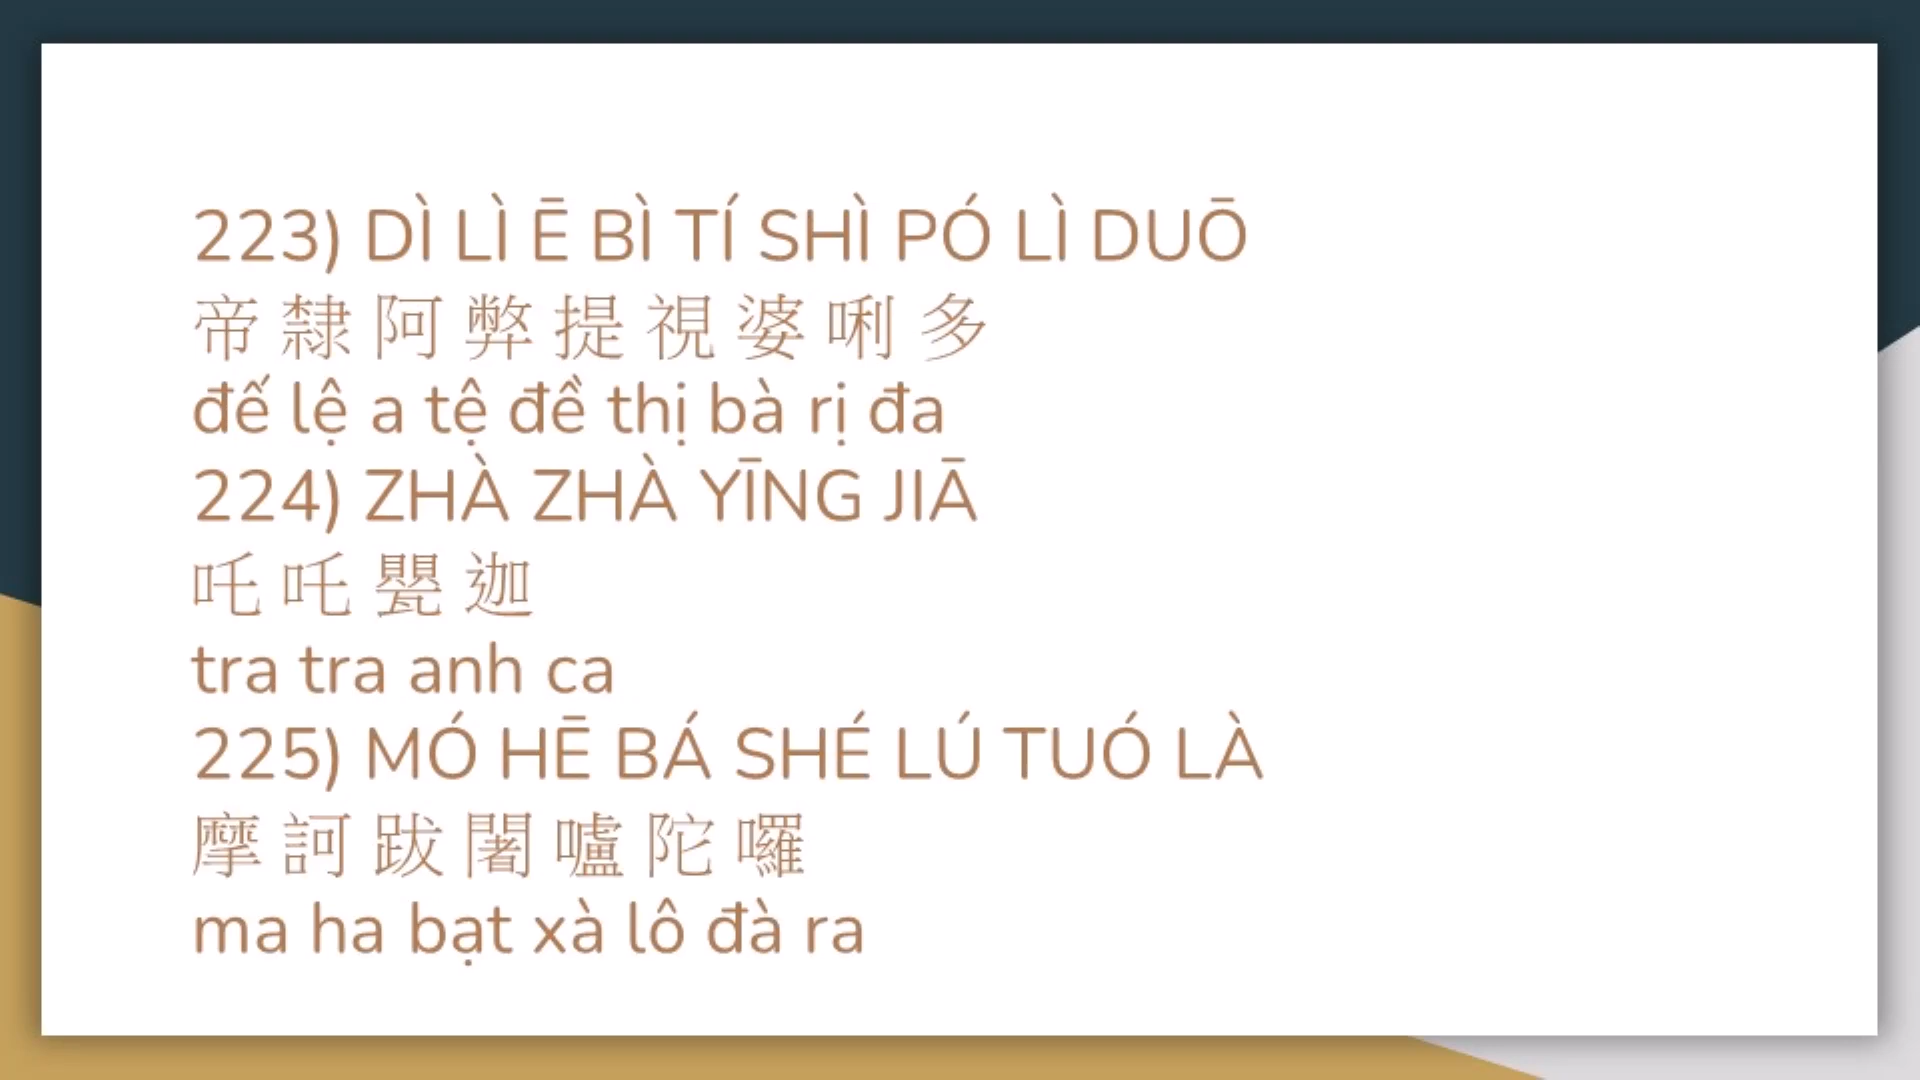 223) DÌ LÌ Ē BÌ TÍ SHÌ PÓ LÌ DUŌ
帝 隸 阿 弊 提 視 婆 唎 多
đế lệ a tệ đề thị bà rị đa
224) ZHÀ ZHÀ YĪNG JIĀ
吒 吒 甖 迦
tra tra anh ca
225) MÓ HĒ BÁ SHÉ LÚ TUÓ LÀ
摩 訶 跋 闍 嚧 陀 囉
ma ha bạt xà lô đà ra